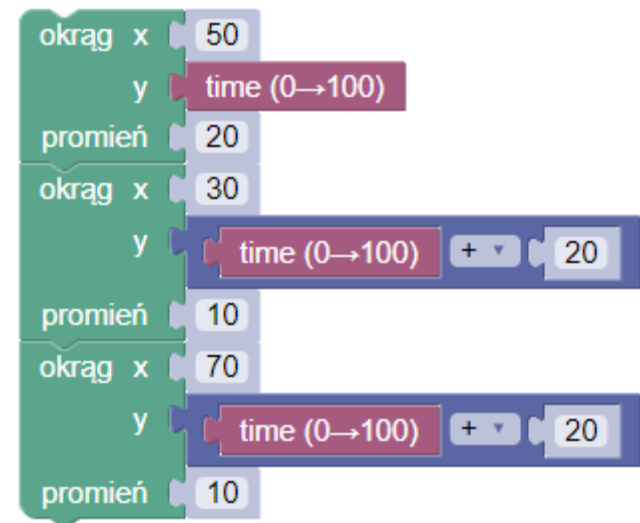 okrąg x 50
y time (0→100)
promień 20
okrąg x 30
y time (0→100) + ▾ 20
promień 10
okrąg x 70
y time (0→100) + ▾ 20
promień 10